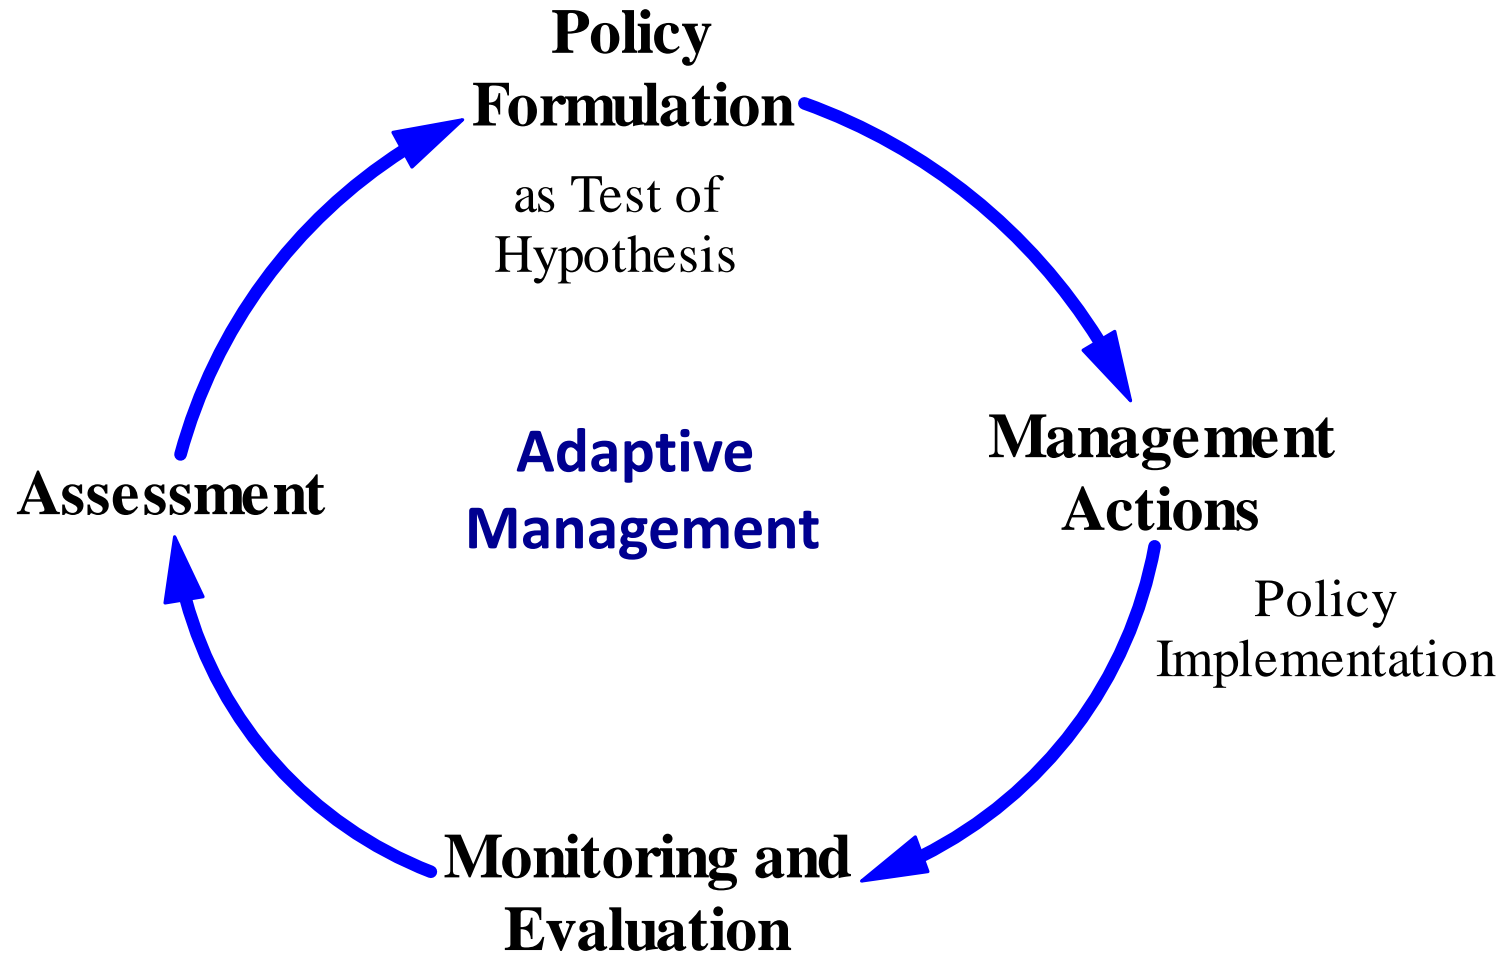 Policy
Formulation
as Test of
Hypothesis
Management
Actions
Policy
Implementation
Monitoring and
Evaluation
Assessment
Adaptive
Management